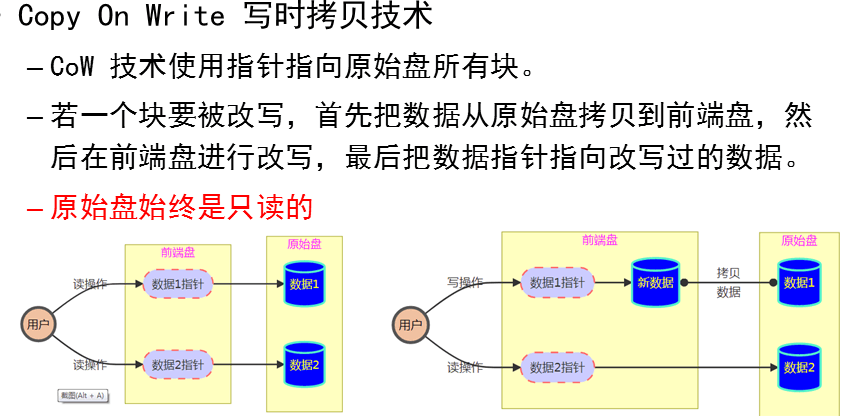 Copy On Write 写时拷贝技术
– CoW 技术使用指针指向原始盘所有块。
– 若一个块要被改写，首先把数据从原始盘拷贝到前端盘，然
后在前端盘进行改写，最后把数据指针指向改写过的数据。
– 原始盘始终是只读的
前端盘
原始盘
读操作
数据1指针
数据1
用户
读操作
数据2指针
数据2
截图(Alt + A)
前端盘
原始盘
写操作
数据1指针
新数据
拷贝
数据
数据1
用户
读操作
数据2指针
数据2